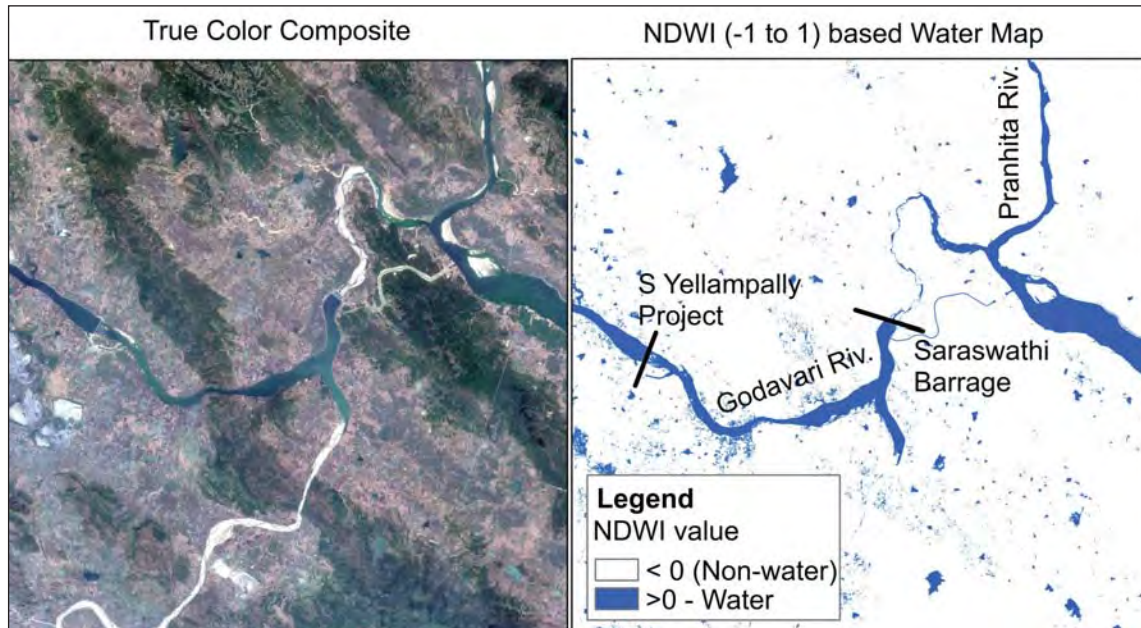 True Color Composite
NDWI (-1 to 1) based Water Map
Pranhita Riv.
S Yellampally
Project
Godavari Riv.
Saraswathi
Barrage
Legend
NDWI value
< 0 (Non-water)
>0 - Water